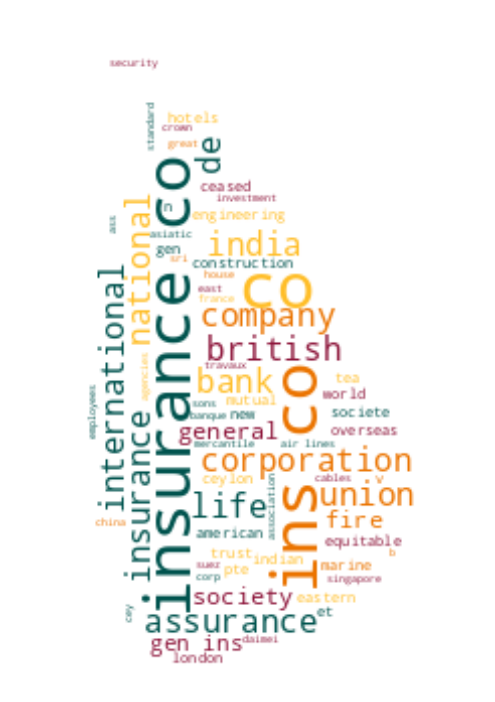 security
standard
hotels
crown
great
de
insurance co
ceased
investment
n
national
engineering
ass
asiatic
india
gen
sri
construction
international
house
co
east
france
company
british
travaux
agencies
bank
tea
ins co
employees
mutual
world
sons
banque
new
societe
insurance
general
overseas
mercantile
air lines
corporation
ceylon
cables
v
association
union
life
china
fire
american
equitable
trust
indian
b
suez
pte
marine
corp
singapore
society
eastern
cey
et
assurance
gen ins
daimei
london